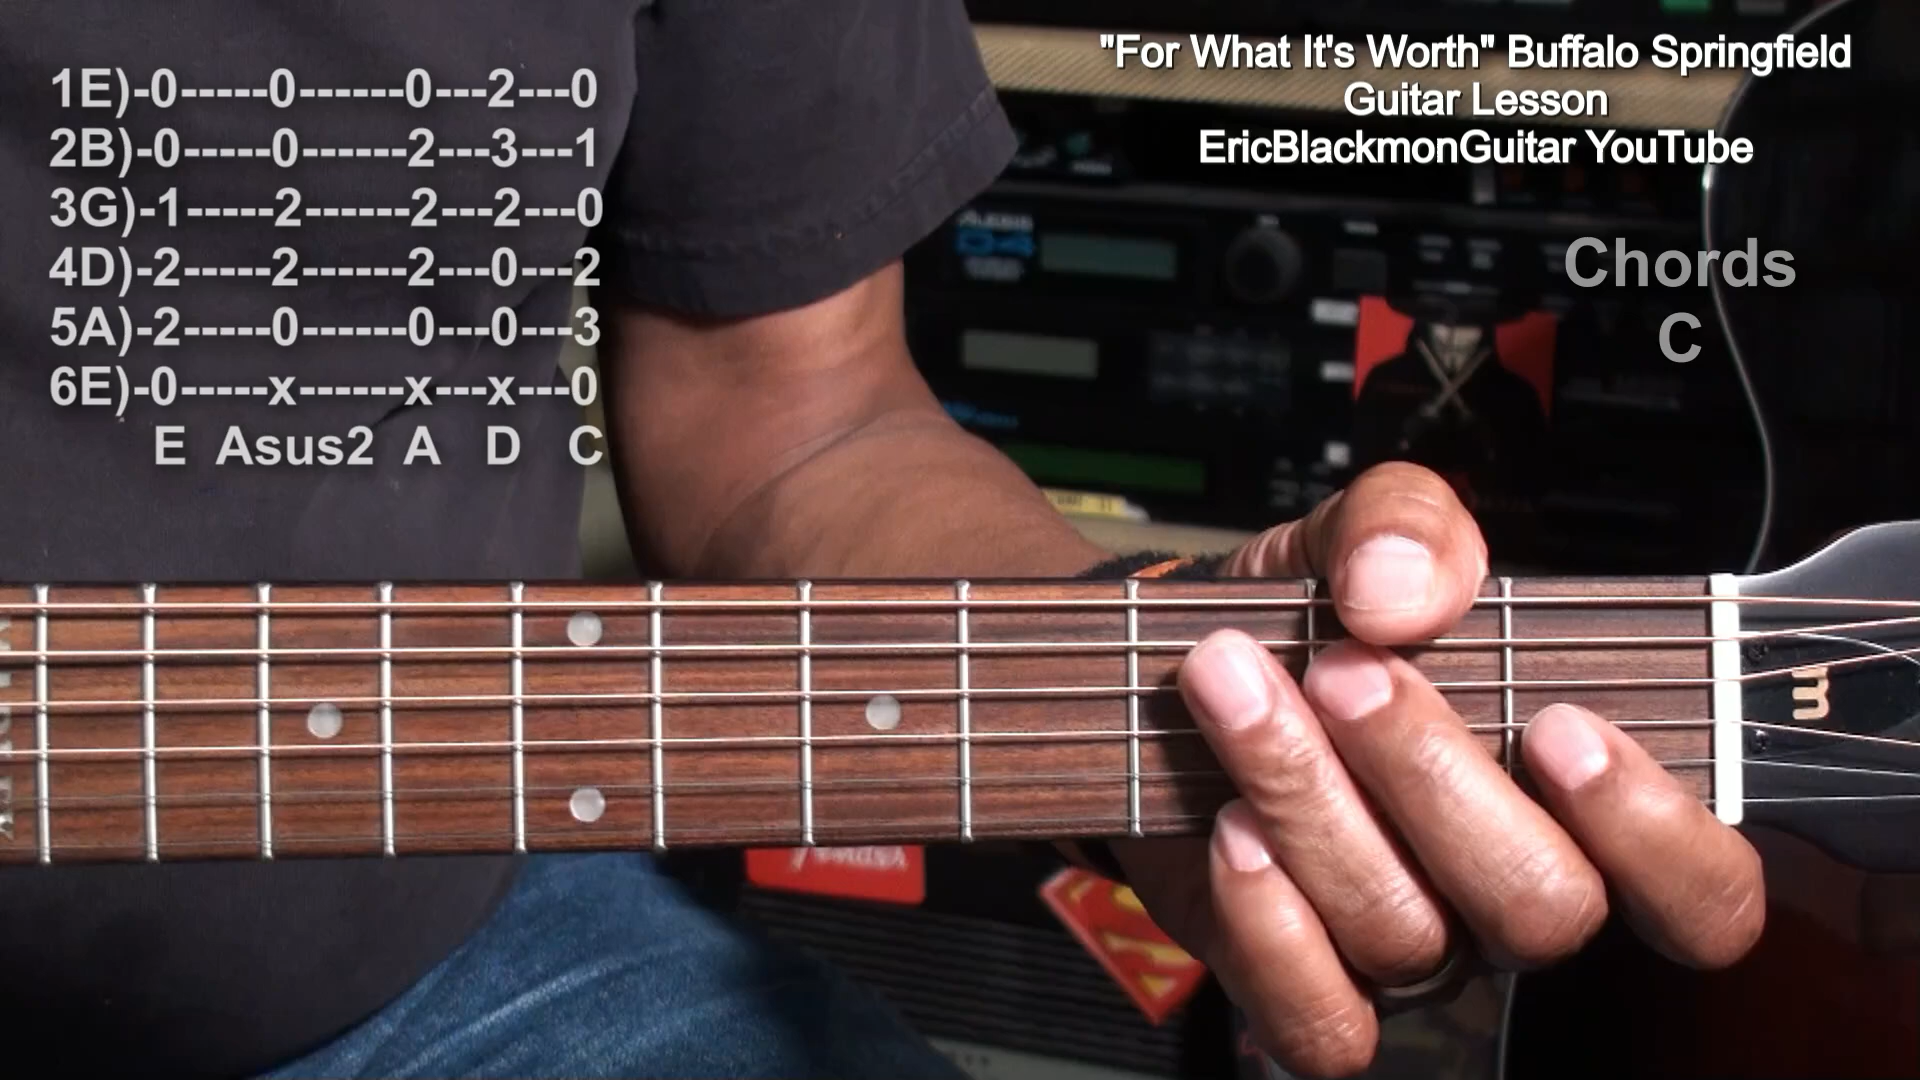 "For What It's Worth" Buffalo Springfield
Guitar Lesson
EricBlackmonGuitar YouTube
1E)-0-----0------0---2---0
2B)-0-----0------2---3---1
3G)-1-----2------2---2---0
4D)-2-----2------2---0---2
5A)-2-----0------0---0---3
6E)-0-----x------x---x---0
E Asus2 A D C
Chords
C
ALESIS
D4
m